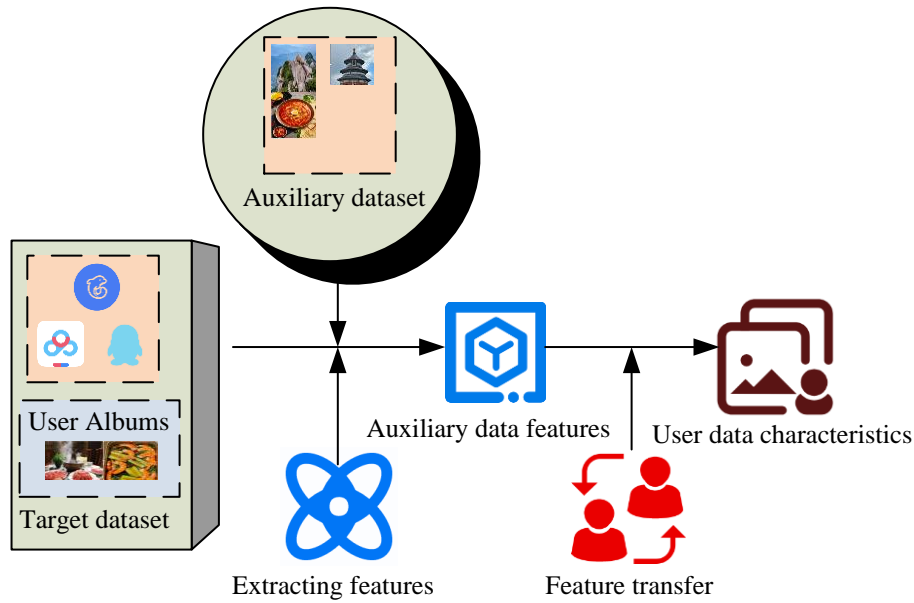 Auxiliary dataset
User Albums
Target dataset
Auxiliary data features
User data characteristics
Extracting features
Feature transfer